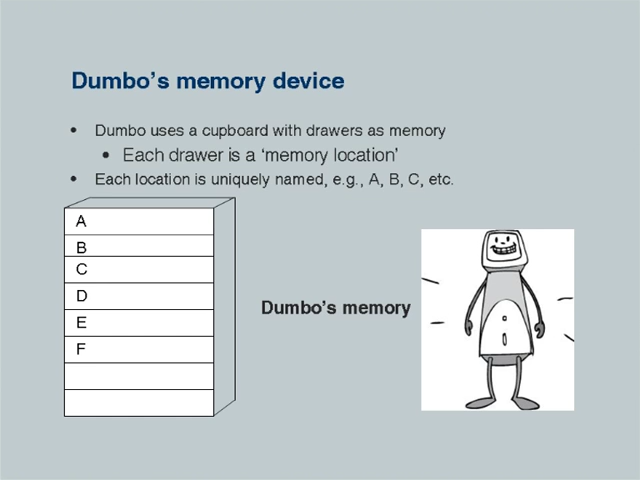 Dumbo’s memory device
• Dumbo uses a cupboard with drawers as memory
• Each drawer is a ‘memory location’
• Each location is uniquely named, e.g., A, B, C, etc.
A
B
C
D
E
F
Dumbo’s memory